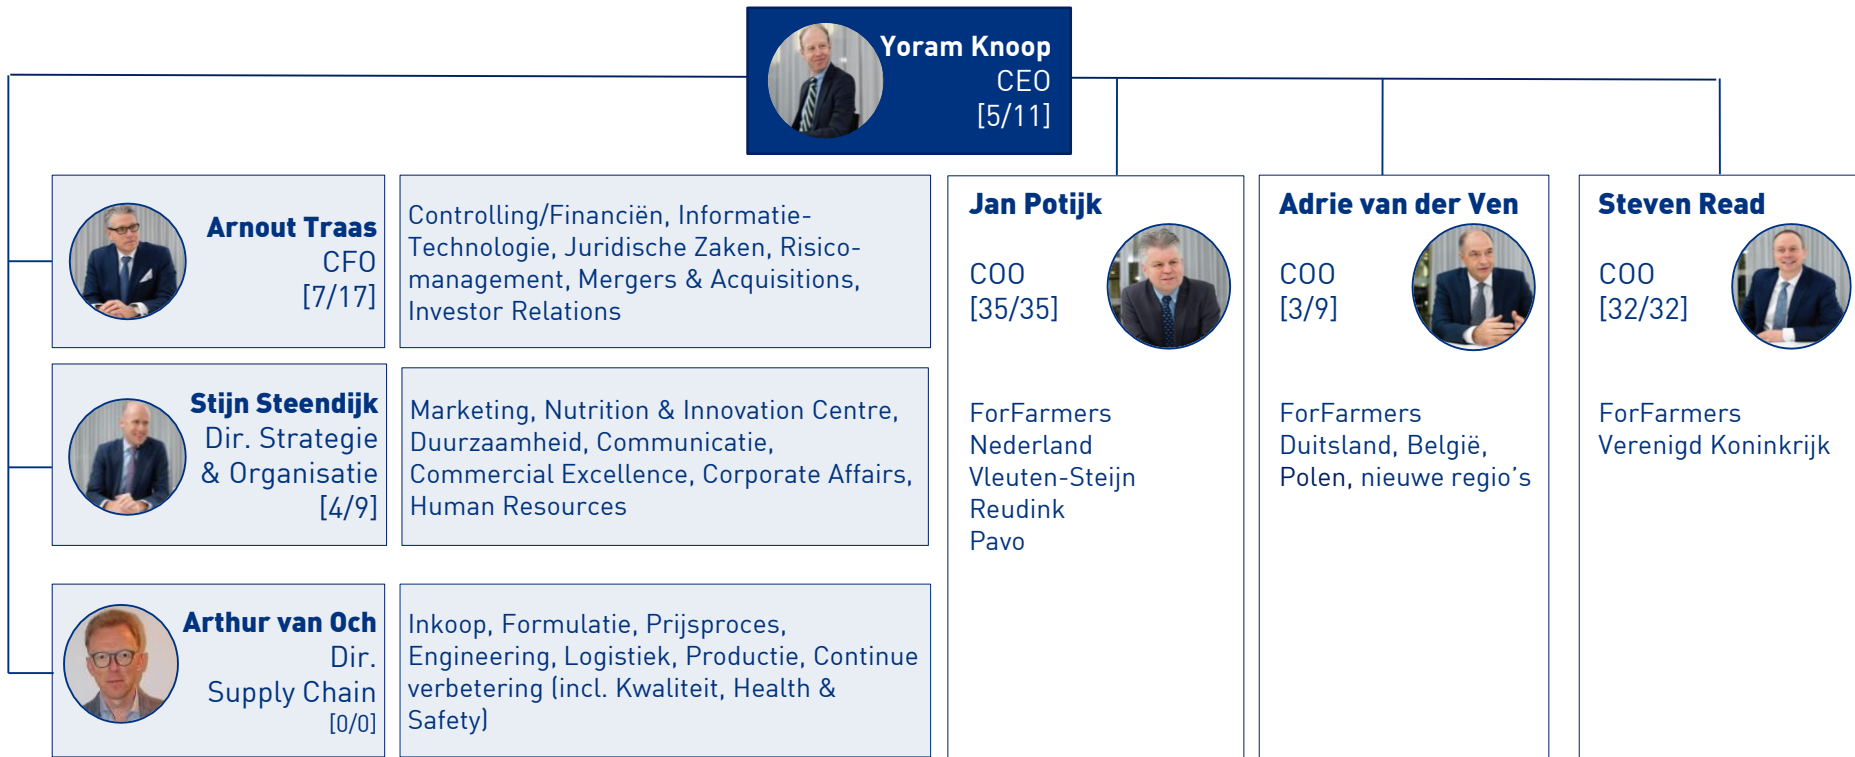 Yoram Knoop
CEO
[5/11]
Arnout Traas
CFO
[7/17]
Controlling/Financiën, Informatie-
Technologie, Juridische Zaken, Risico-
management, Mergers & Acquisitions,
Investor Relations
Stijn Steendijk
Dir. Strategie
& Organisatie
[4/9]
Marketing, Nutrition & Innovation Centre,
Duurzaamheid, Communicatie,
Commercial Excellence, Corporate Affairs,
Human Resources
Arthur van Och
Dir.
Supply Chain
[0/0]
Inkoop, Formulatie, Prijsproces,
Engineering, Logistiek, Productie, Continue
verbetering (incl. Kwaliteit, Health &
Safety)
Jan Potijk
COO
[35/35]
ForFarmers
Nederland
Vleuten-Steijn
Reudink
Pavo
Adrie van der Ven
COO
[3/9]
ForFarmers
Duitsland, België,
Polen, nieuwe regio's
Steven Read
COO
[32/32]
ForFarmers
Verenigd Koninkrijk